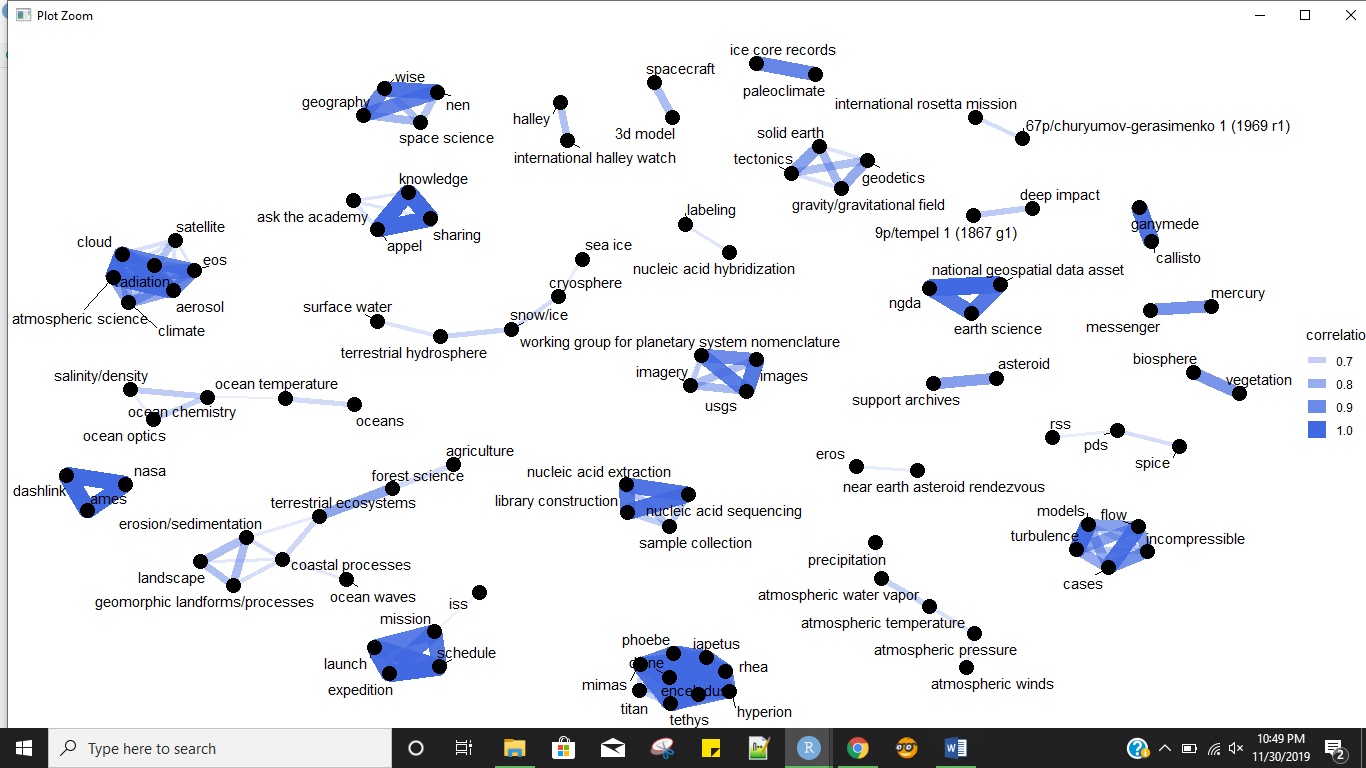 Plot Zoom
ice core records
spacecraft
wise
paleoclimate
geography
nen
international rosetta mission
halley
67p/churyumov-gerasimenko 1 (1969 r1)
space science
3d model
solid earth
international halley watch
tectonics
geodetics
knowledge
deep impact
gravity/gravitational field
labeling
ask the academy
ganymede
satellite
sharing
9p/tempel 1 (1867 g1)
cloud
appel
sea ice
callisto
eos
nucleic acid hybridization
national geospatial data asset
radiation
cryosphere
mercury
aerosol
surface water
ngda
atmospheric science
snow/ice
earth science
messenger
climate
correlatio
working group for planetary system nomenclature
terrestrial hydrosphere
biosphere
0.7
asteroid
imagery
images
salinity/density
vegetation
ocean temperature
0.8
support archives
usgs
0.9
ocean chemistry
oceans
rss
1.0
ocean optics
pds
agriculture
eros
spice
nasa
nucleic acid extraction
forest science
near earth asteroid rendezvous
dashlink
ames
library construction
terrestrial ecosystems
nucleic acid sequencing
models
flow
erosion/sedimentation
turbulence
incompressible
sample collection
precipitation
coastal processes
landscape
cases
atmospheric water vapor
ocean waves
geomorphic landforms/processes
iss
mission
atmospheric temperature
phoebe
iapetus
atmospheric pressure
schedule
launch
dione
rhea
mimas
atmospheric winds
expedition
enceladus
titan
hyperion
tethys
Type here to search
R
W
10:49 PM
11/30/2019
2